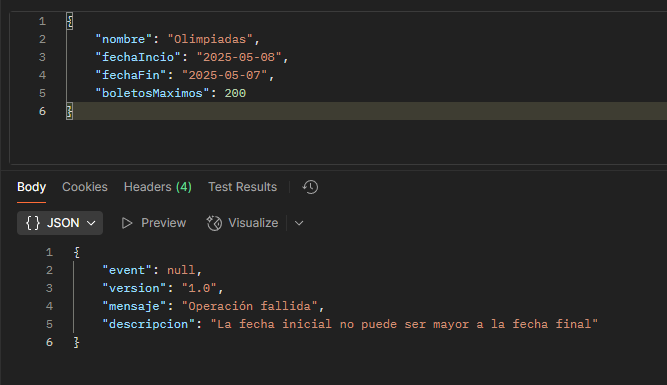 1 {
2 "nombre": "Olimpiadas",
3 "fechaIncio": "2025-05-08",
4 "fechaFin": "2025-05-07",
5 "boletosMaximos": 200
6 }
Body Cookies Headers (4) Test Results
{} JSON Preview Visualize
1 {
2 "event": null,
3 "version": "1.0",
4 "mensaje": "Operación fallida",
5 "descripcion": "La fecha inicial no puede ser mayor a la fecha final"
6 }